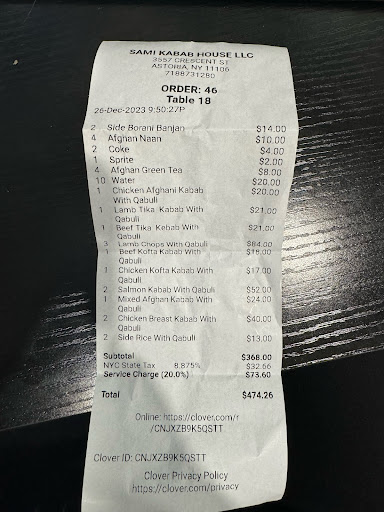 SAMI KABAB HOUSE LLC
3557 CRESCENT ST
ASTORIA, NY 11106
7188731280
ORDER: 46
Table 18
26-Dec-2023 9:50:27P
2 Side Borani Banjan $14.00
4 Afghan Naan $10.00
2 Coke $4.00
1 Sprite $2.00
4 Afghan Green Tea $8.00
10 Water $20.00
1 Chicken Afghani Kabab $20.00
With Qabuli
1 Lamb Tika Kabab With $21.00
Qabuli
1 Beef Tika Kebab With $21.00
Qabuli
3 Lamb Chops With Qabuli $84.00
1 Beef Kofta Kabab With $18.00
Qabuli
1 Chicken Kofta Kabab With $17.00
Qabuli
2 Salmon Kabab With Qabuli $52.00
1 Mixed Afghan Kabab With $24.00
Qabuli
2 Chicken Breast Kabab With $40.00
Qabuli
2 Side Rice With Qabuli $13.00
Subtotal $368.00
NYC State Tax 8.875% $32.66
Service Charge (20.0%) $73.60
Total $474.26
Online: https://clover.com/r
/CNJXZB9K5QSTT
Clover ID: CNJXZB9K5QSTT
Clover Privacy Policy
https://clover.com/privacy